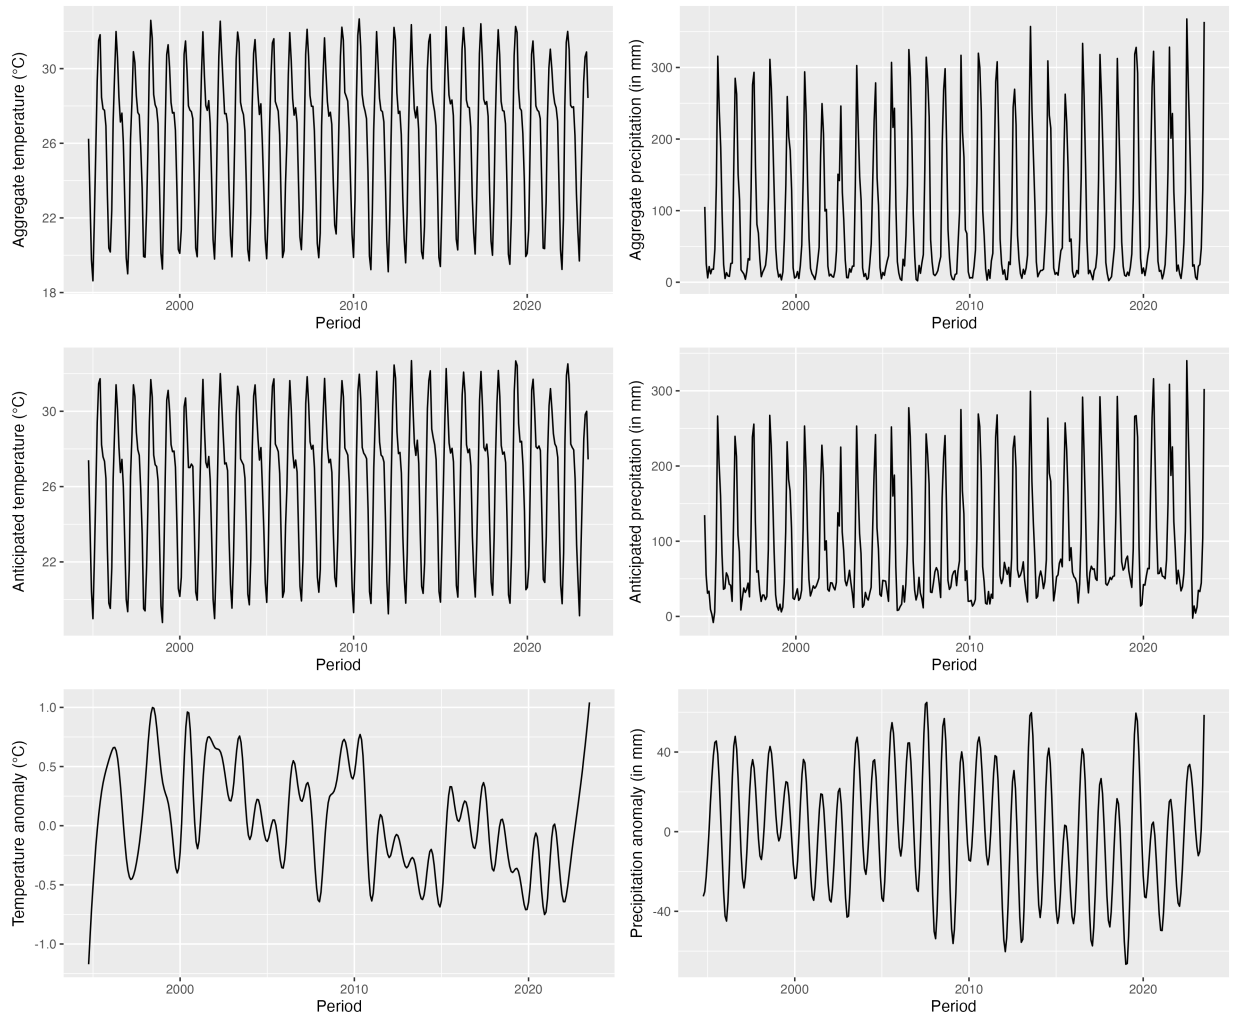 Aggregate temperature (°C)
30
26
22
18
2000 2010 2020
Period
Aggregate precipitation (in mm)
300
200
100
0
2000 2010 2020
Period
Anticipated temperature (°C)
30
26
22
2000 2010 2020
Period
Anticipated precpitation (in mm)
300
200
100
0
2000 2010 2020
Period
Temperature anomaly (°C)
1.0
0.5
0.0
-0.5
-1.0
2000 2010 2020
Period
Precipitation anomaly (in mm)
40
0
-40
2000 2010 2020
Period